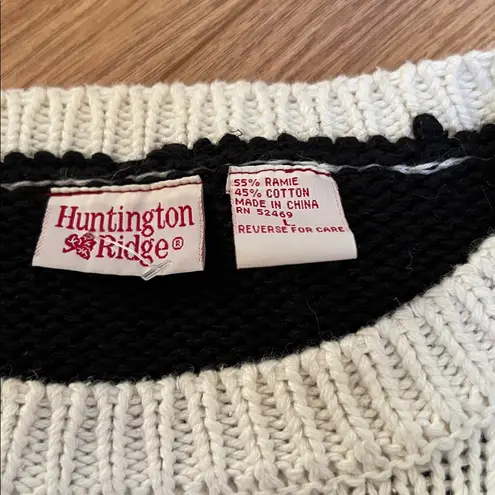 Huntington
Ridge®
55% RAMIE
45% COTTON
MADE IN CHINA
RN 52469
L
REVERSE FOR CARE